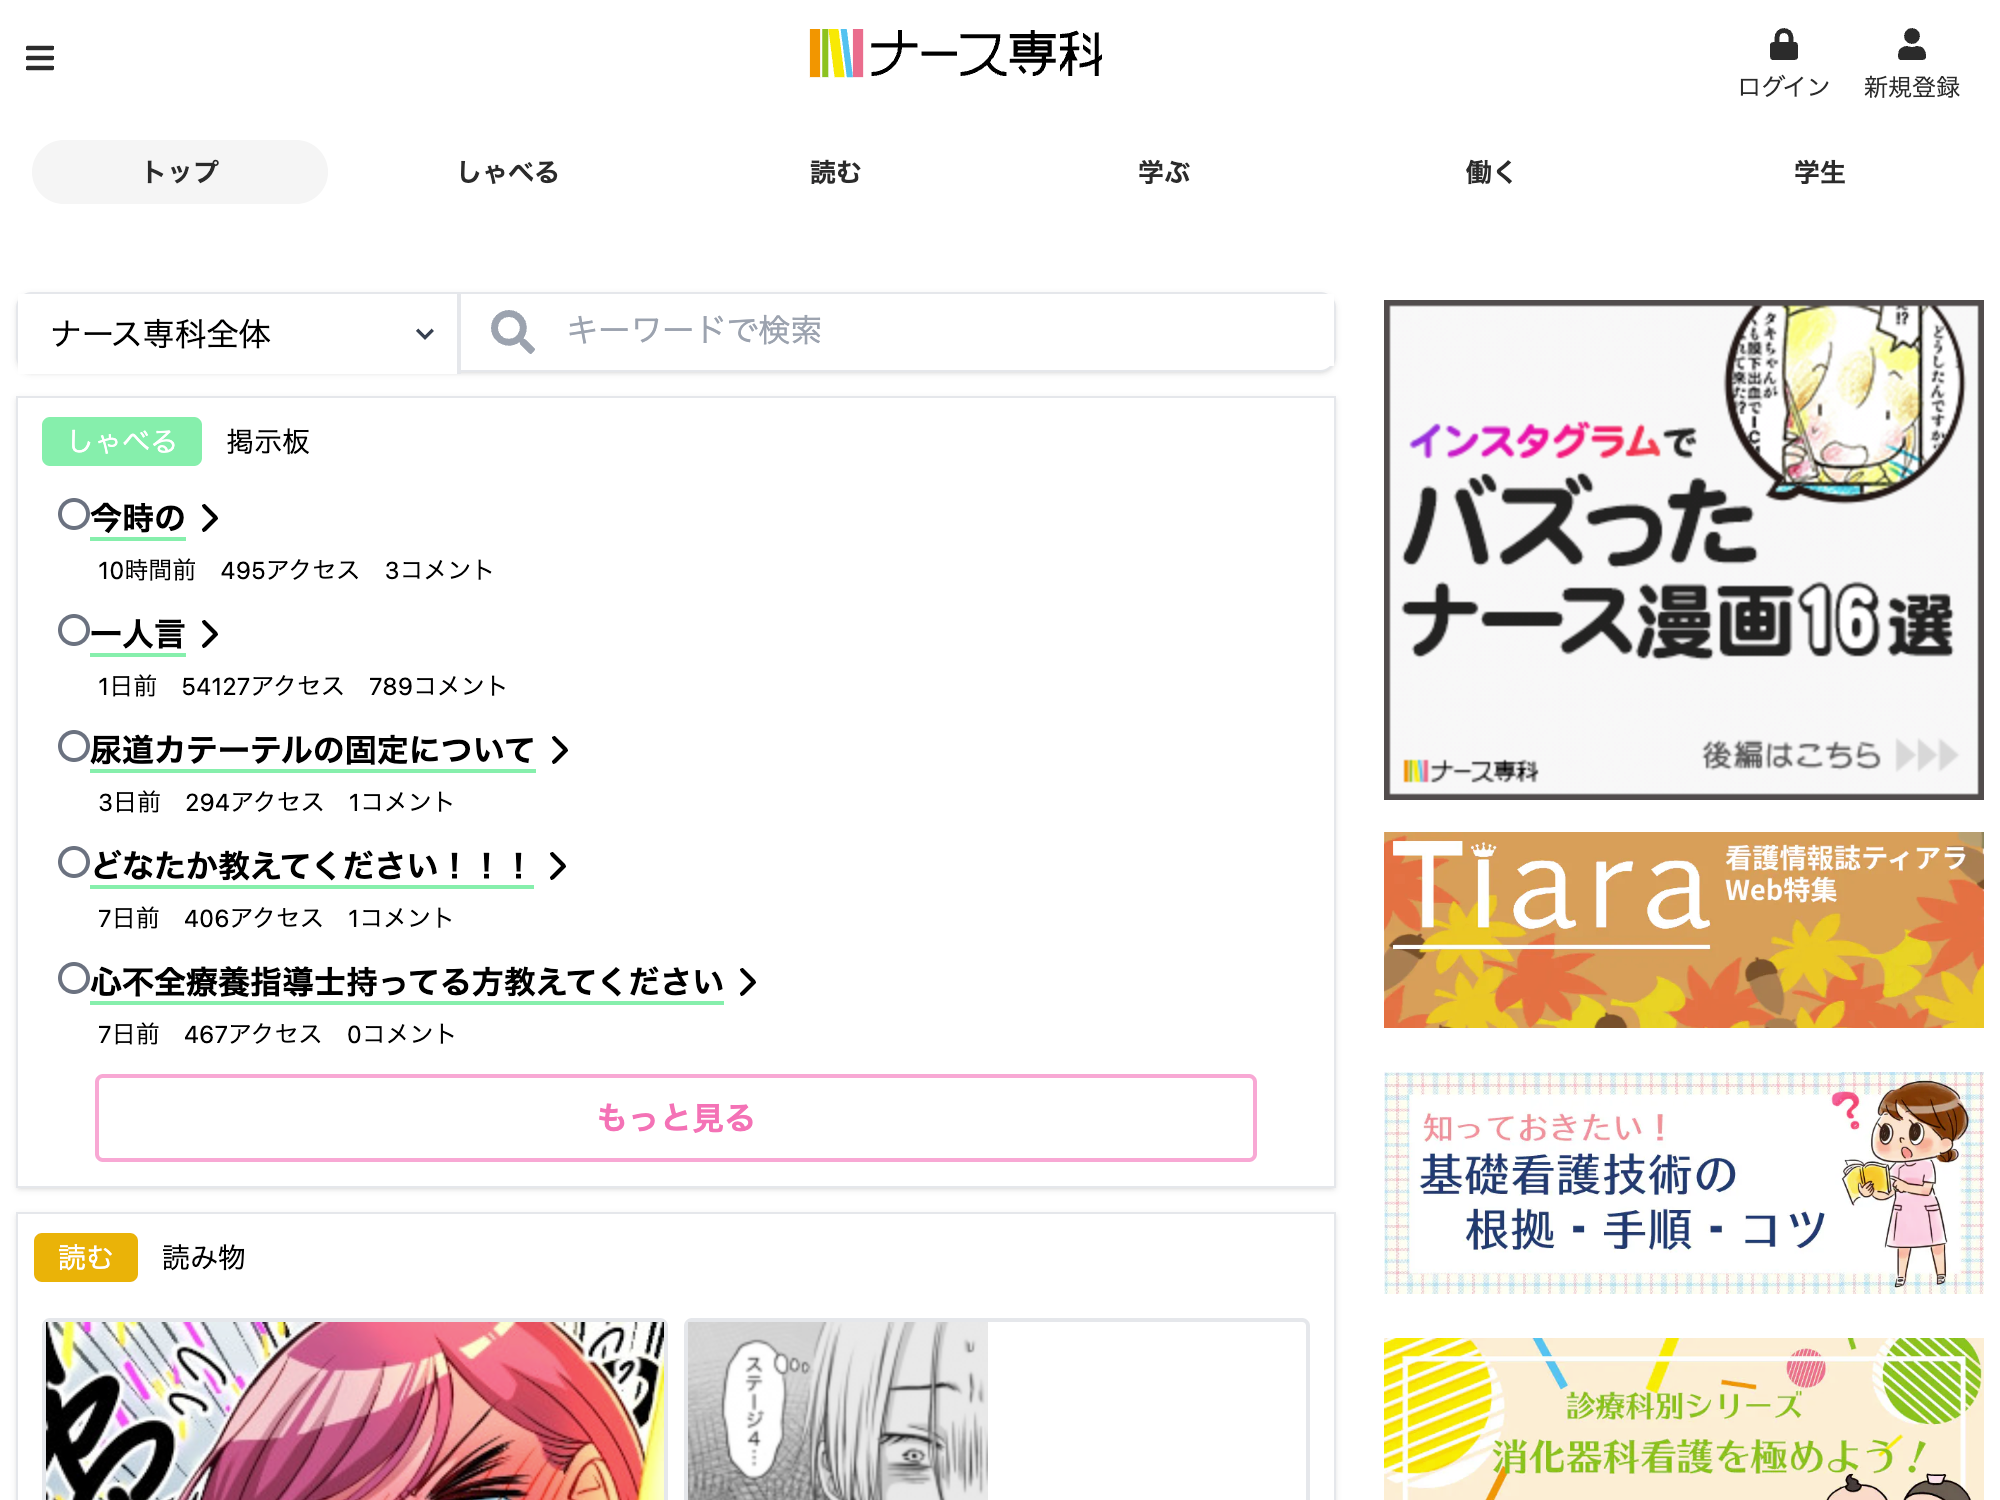 ナース専科
ログイン
新規登録
トップ
しゃべる
読む
学ぶ
働く
学生
ナース専科全体
キーワードで検索
しゃべる
掲示板
今時の
10時間前 495アクセス 3コメント
一人言
1日前 54127アクセス 789コメント
尿道カテーテルの固定について
3日前 294アクセス 1コメント
どなたか教えてください！！！
7日前 406アクセス 1コメント
心不全療養指導士持ってる方教えてください
7日前 467アクセス 0コメント
もっと見る
読む
読み物
ステージ4…
!?
どうしたんですか
タキちゃんが
インスタグラムで
バズった
ナース漫画16選
後編はこちら
ナース専科
Tiara
看護情報誌ティアラ
Web特集
知っておきたい！
?
基礎看護技術の
根拠・手順・コツ
診療科別シリーズ
消化器科看護を極めよう！